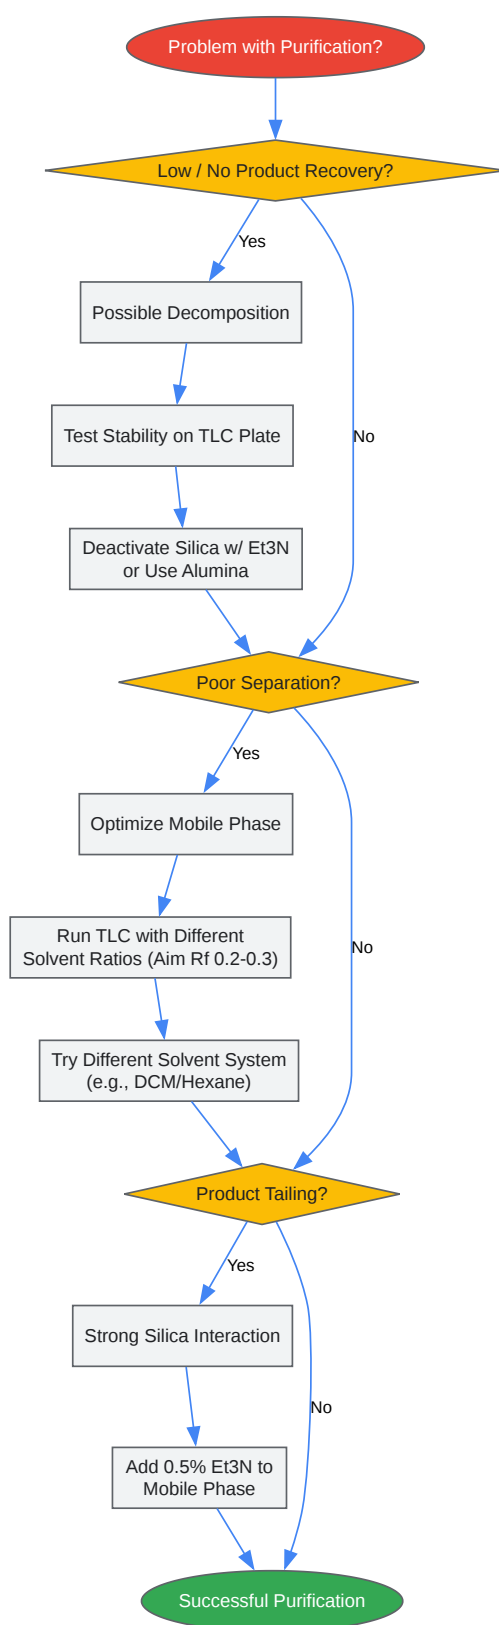 Problem with Purification?
Low / No Product Recovery?
Yes
Possible Decomposition
Test Stability on TLC Plate
No
Deactivate Silica w/ Et3N
or Use Alumina
Poor Separation?
Yes
Optimize Mobile Phase
Run TLC with Different
Solvent Ratios (Aim Rf 0.2-0.3)
No
Try Different Solvent System
(e.g., DCM/Hexane)
Product Tailing?
Yes
Strong Silica Interaction
No
Add 0.5% Et3N to
Mobile Phase
Successful Purification